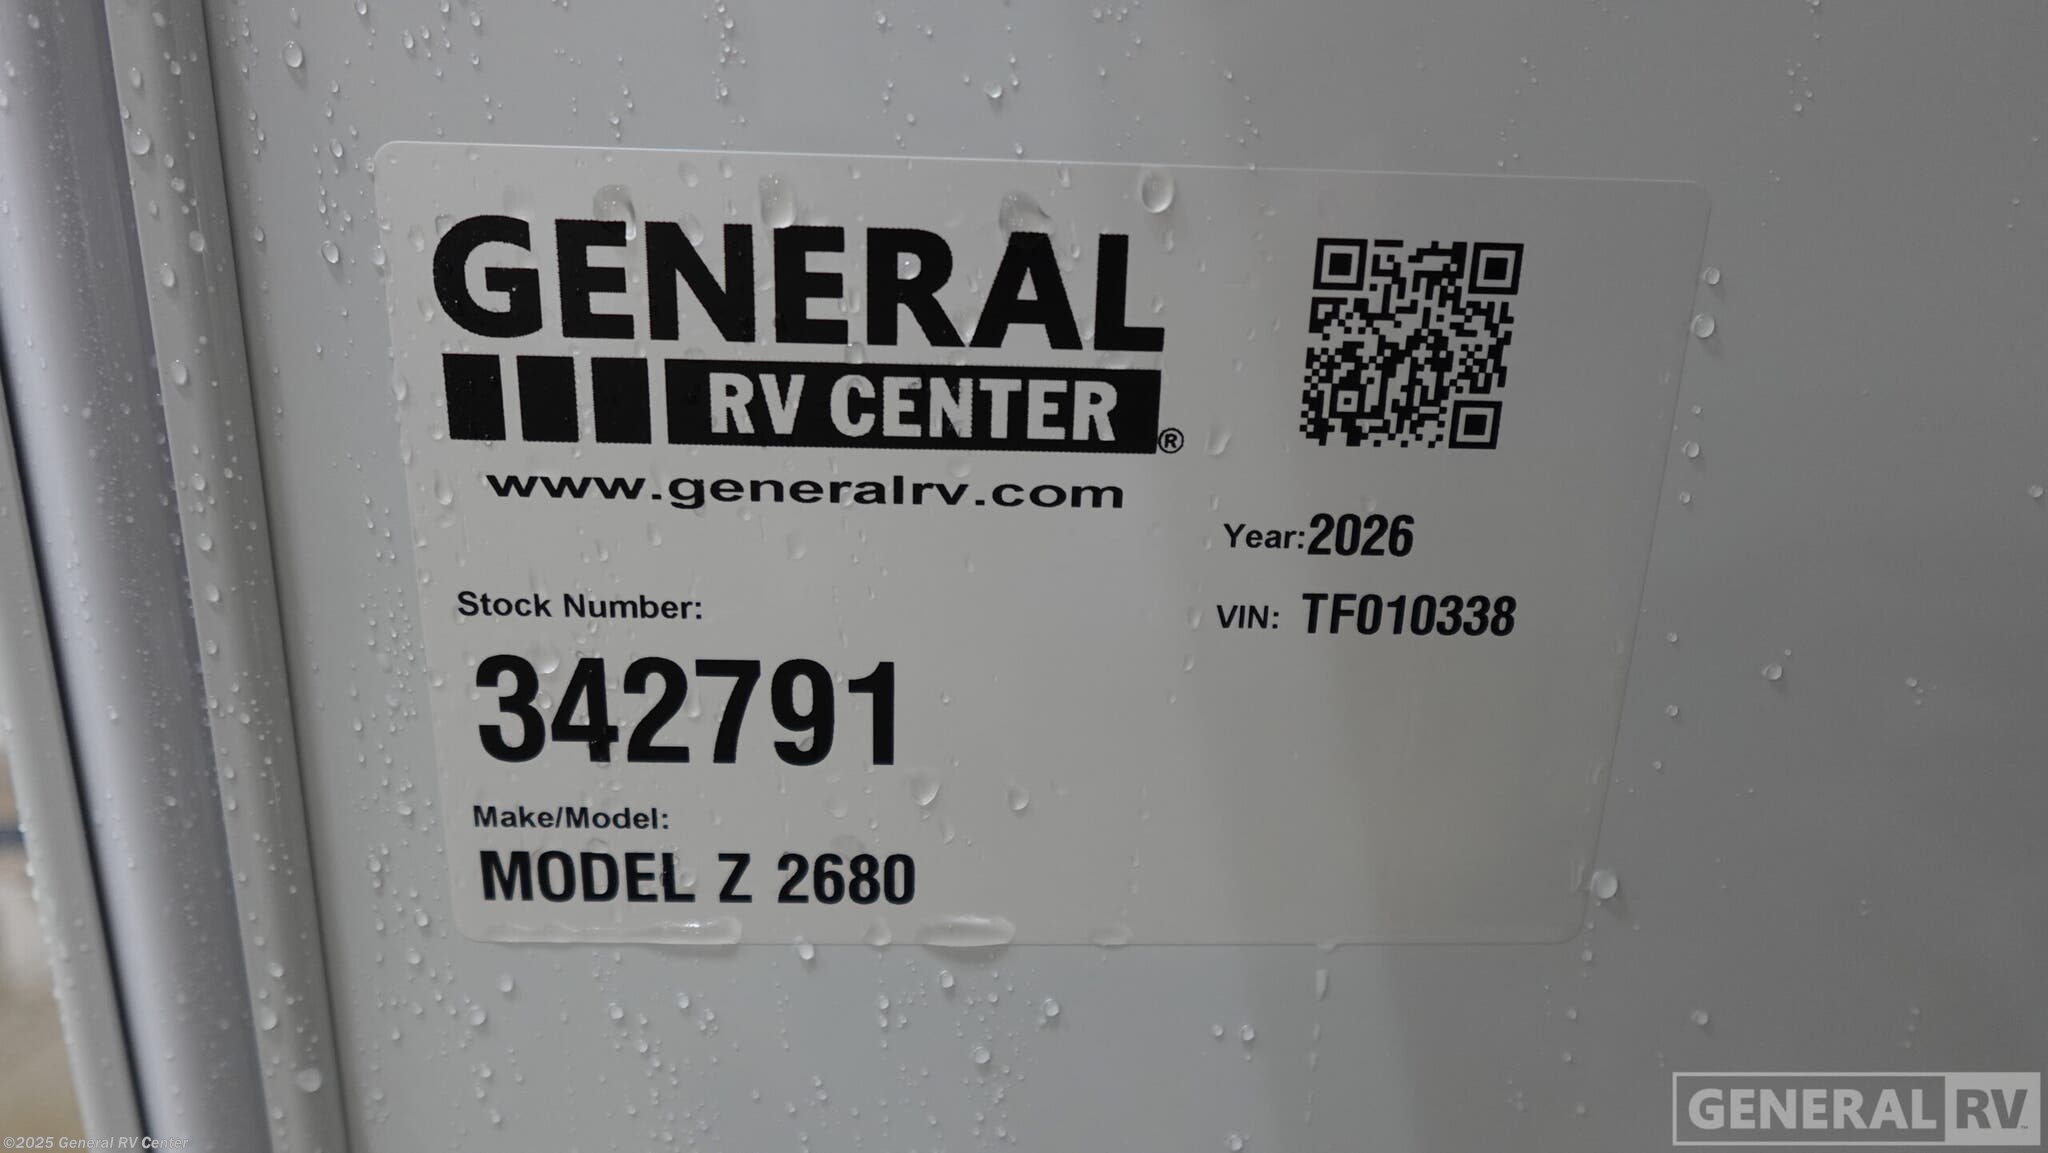 GENERAL
RV CENTER®
www.generalrv.com
Year: 2026
VIN: TF010338
Stock Number:
342791
Make/Model:
MODEL Z 2680
GENERAL RV™
©2025 General RV Center